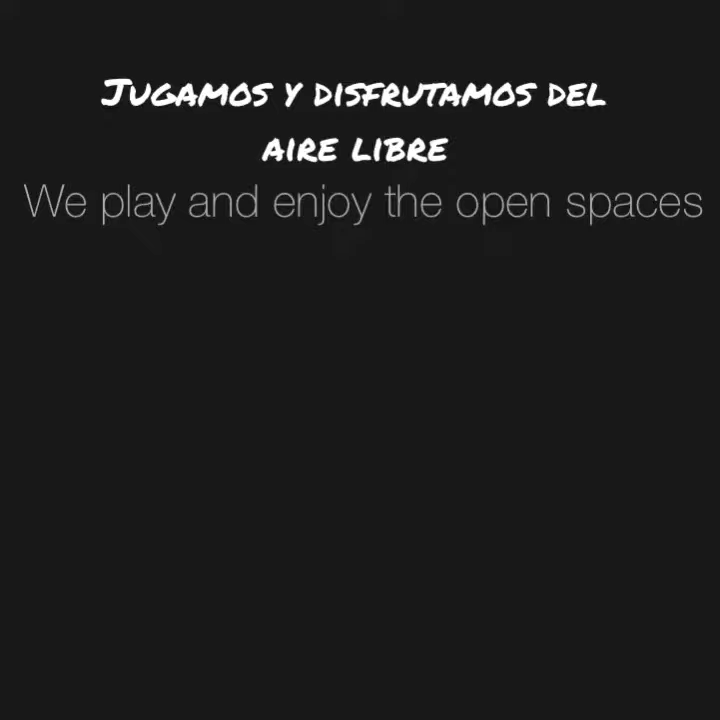 Jugamos y disfrutamos del
aire libre
We play and enjoy the open spaces